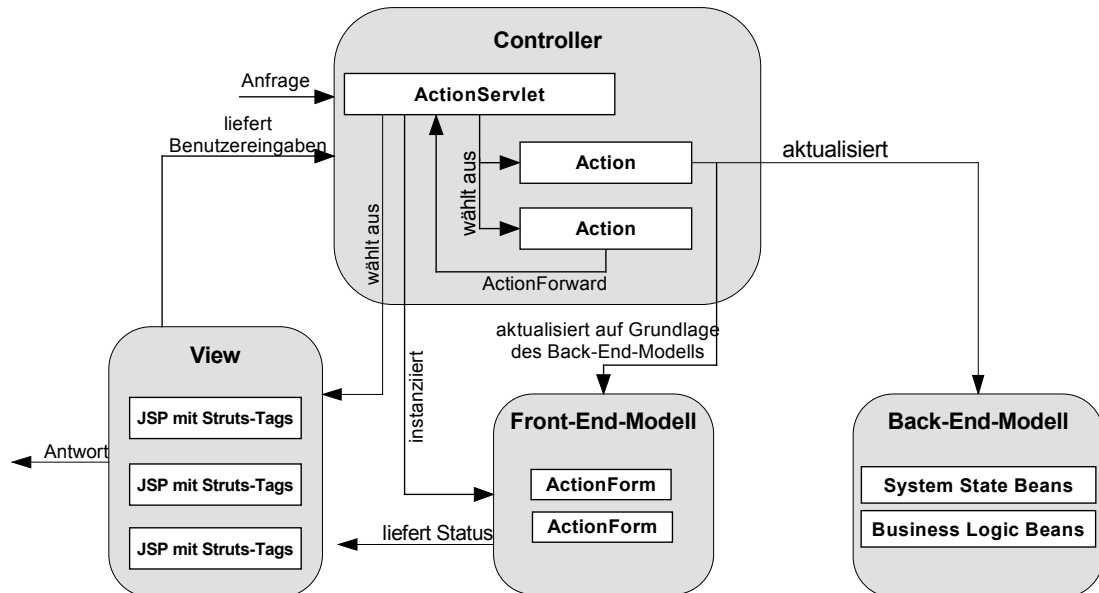 Controller
Anfrage
ActionServlet
liefert
Benutzereingaben
wählt aus
wählt aus
Action
aktualisiert
Action
ActionForward
aktualisiert auf Grundlage
des Back-End-Modells
instanziiert
View
JSP mit Struts-Tags
JSP mit Struts-Tags
JSP mit Struts-Tags
Antwort
liefert Status
Front-End-Modell
ActionForm
ActionForm
Back-End-Modell
System State Beans
Business Logic Beans